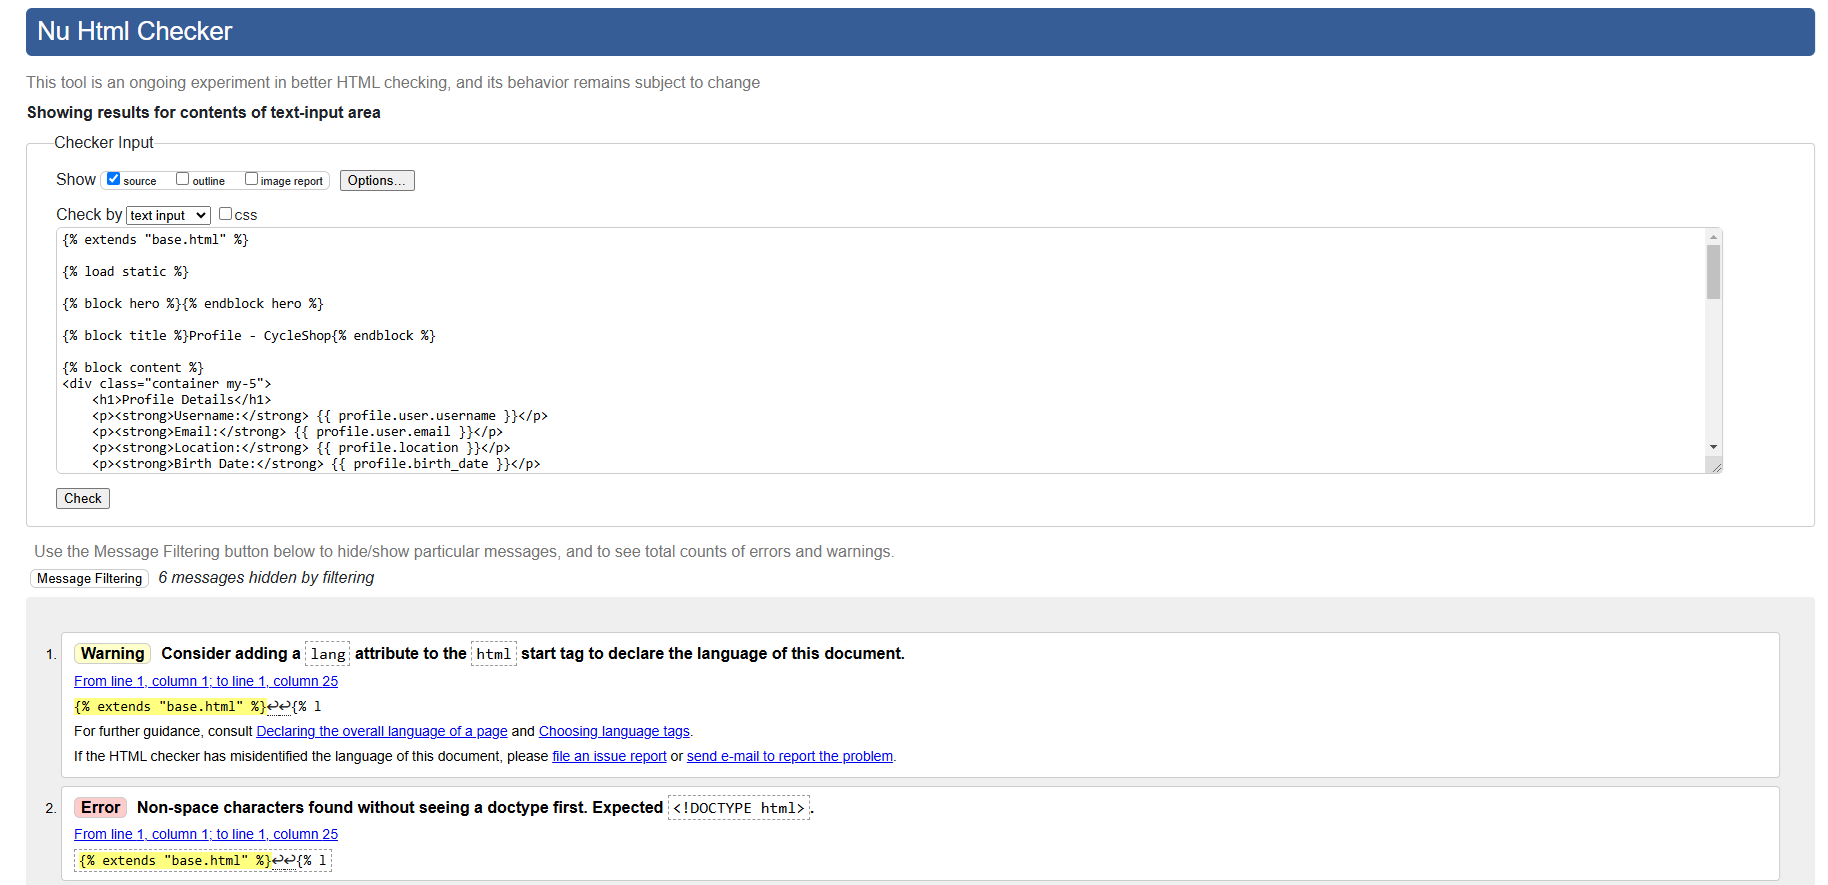 Nu Html Checker
This tool is an ongoing experiment in better HTML checking, and its behavior remains subject to change
Showing results for contents of text-input area
Checker Input
Show source outline image report Options...
Check by text input css
{% extends "base.html" %}
{% load static %}
{% block hero %}{% endblock hero %}
{% block title %}Profile - CycleShop{% endblock %}
{% block content %}
<div class="container my-5">
<h1>Profile Details</h1>
<p><strong>Username:</strong> {{ profile.user.username }}</p>
<p><strong>Email:</strong> {{ profile.user.email }}</p>
<p><strong>Location:</strong> {{ profile.location }}</p>
<p><strong>Birth Date:</strong> {{ profile.birth_date }}</p>
Check
Use the Message Filtering button below to hide/show particular messages, and to see total counts of errors and warnings.
Message Filtering 6 messages hidden by filtering
1. Warning Consider adding a lang attribute to the html start tag to declare the language of this document.
From line 1, column 1; to line 1, column 25
{% extends "base.html" %}↩↩{% l
For further guidance, consult Declaring the overall language of a page and Choosing language tags.
If the HTML checker has misidentified the language of this document, please file an issue report or send e-mail to report the problem.
2. Error Non-space characters found without seeing a doctype first. Expected <!DOCTYPE html>.
From line 1, column 1; to line 1, column 25
{% extends "base.html" %}↩↩{% l